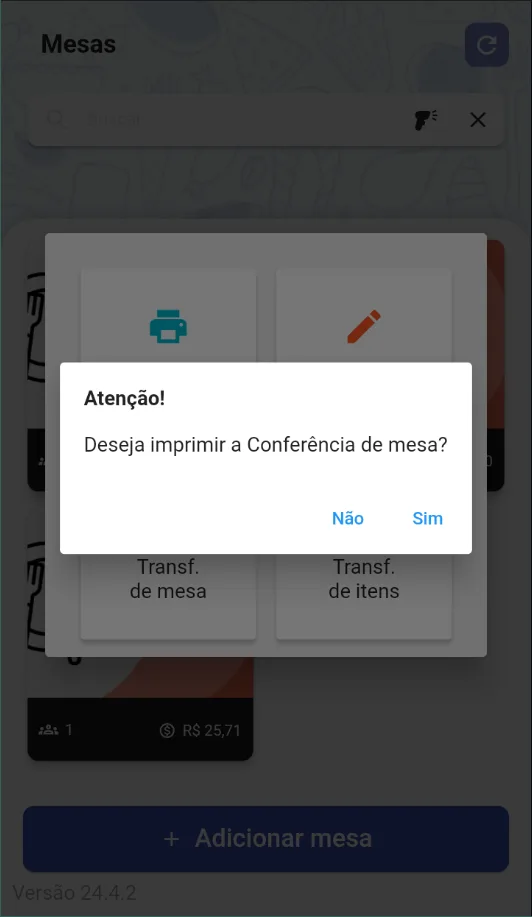 Mesas
Buscar
Atenção!
Deseja imprimir a Conferência de mesa?
Não
Sim
Transf.
de mesa
Transf.
de itens
1
R$ 25,71
+ Adicionar mesa
Versão 24.4.2